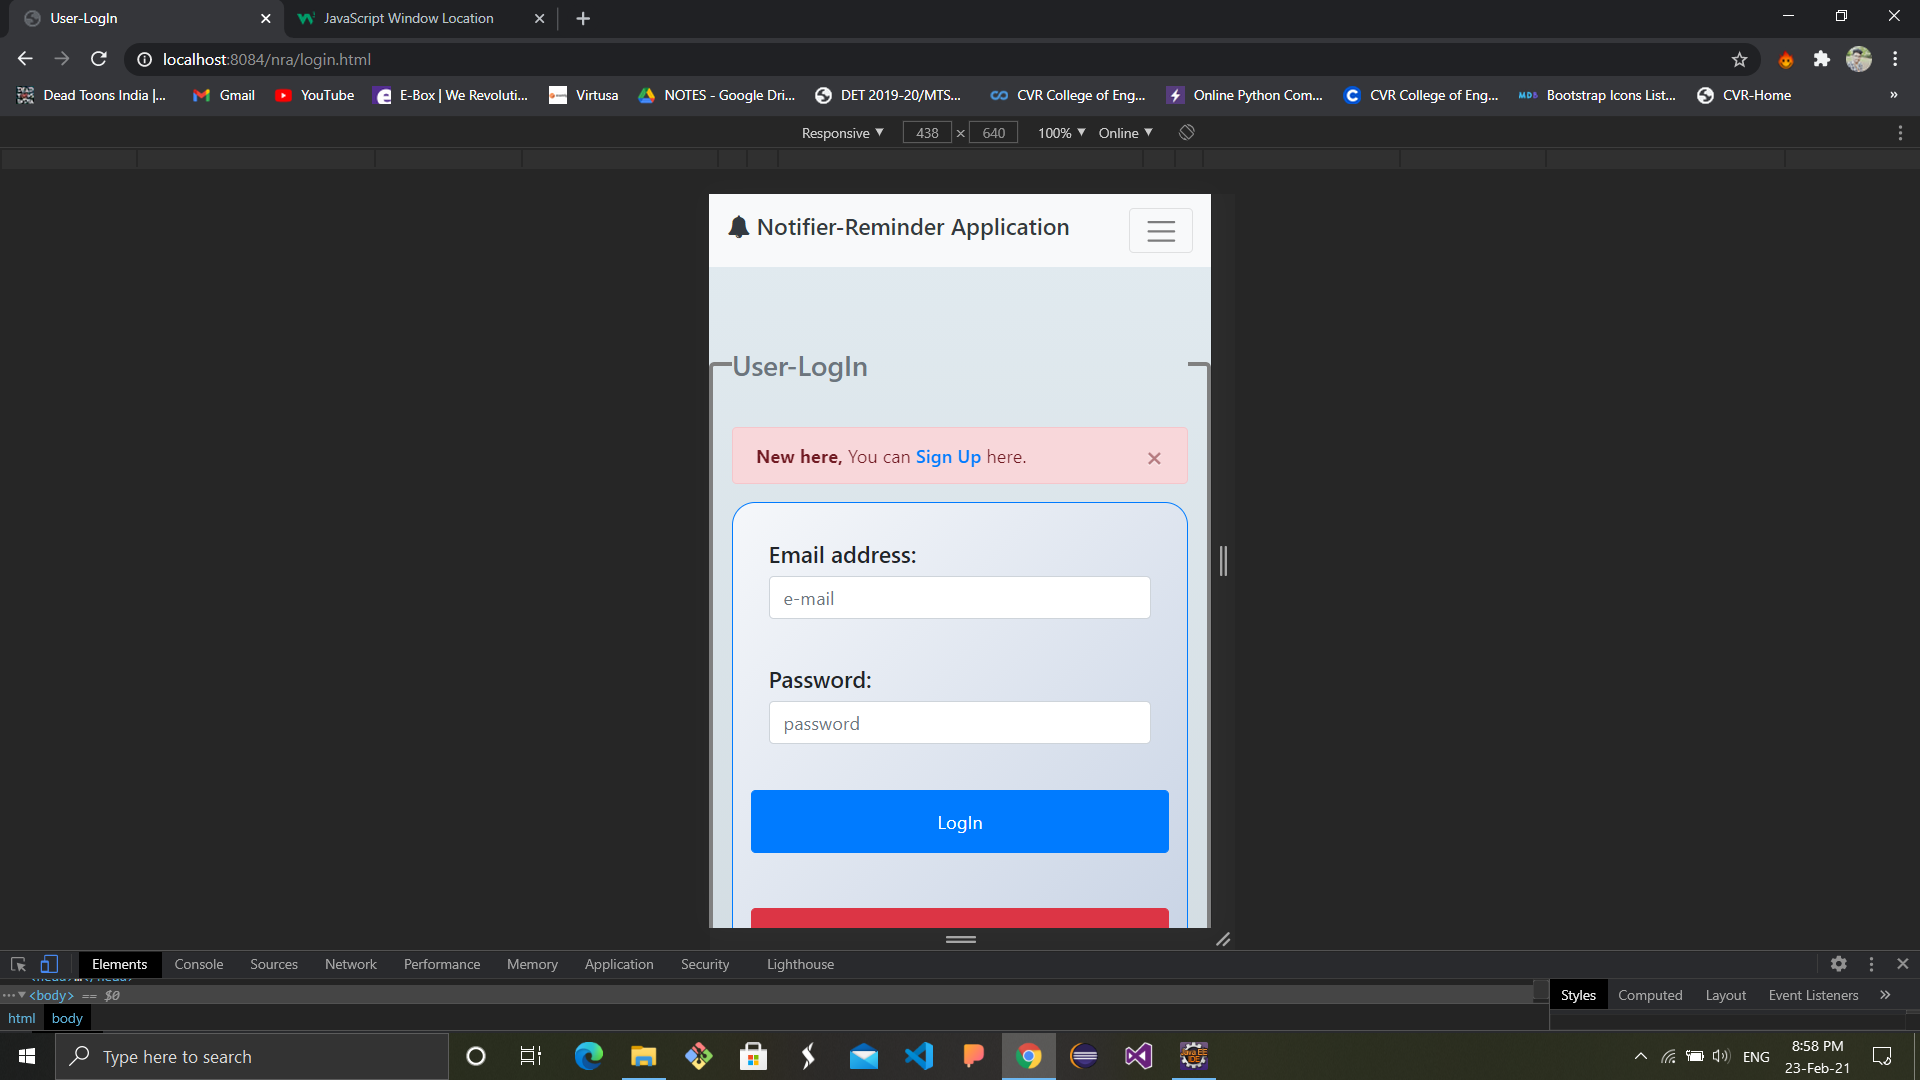 User-LogIn
JavaScript Window Location
localhost:8084/nra/login.html
Dead Toons India |... Gmail YouTube E-Box | We Revoluti... Virtusa NOTES - Google Dri... DET 2019-20/MTS... CVR College of Eng... Online Python Com... CVR College of Eng... Bootstrap Icons List... CVR-Home »
Responsive 438 × 640 100% Online
Notifier-Reminder Application
User-LogIn
New here, You can Sign Up here. ×
Email address:
e-mail
Password:
password
LogIn
Elements Console Sources Network Performance Memory Application Security Lighthouse
<body> == $0
Styles Computed Layout Event Listeners »
html body
Type here to search
ENG
8:58 PM
23-Feb-21